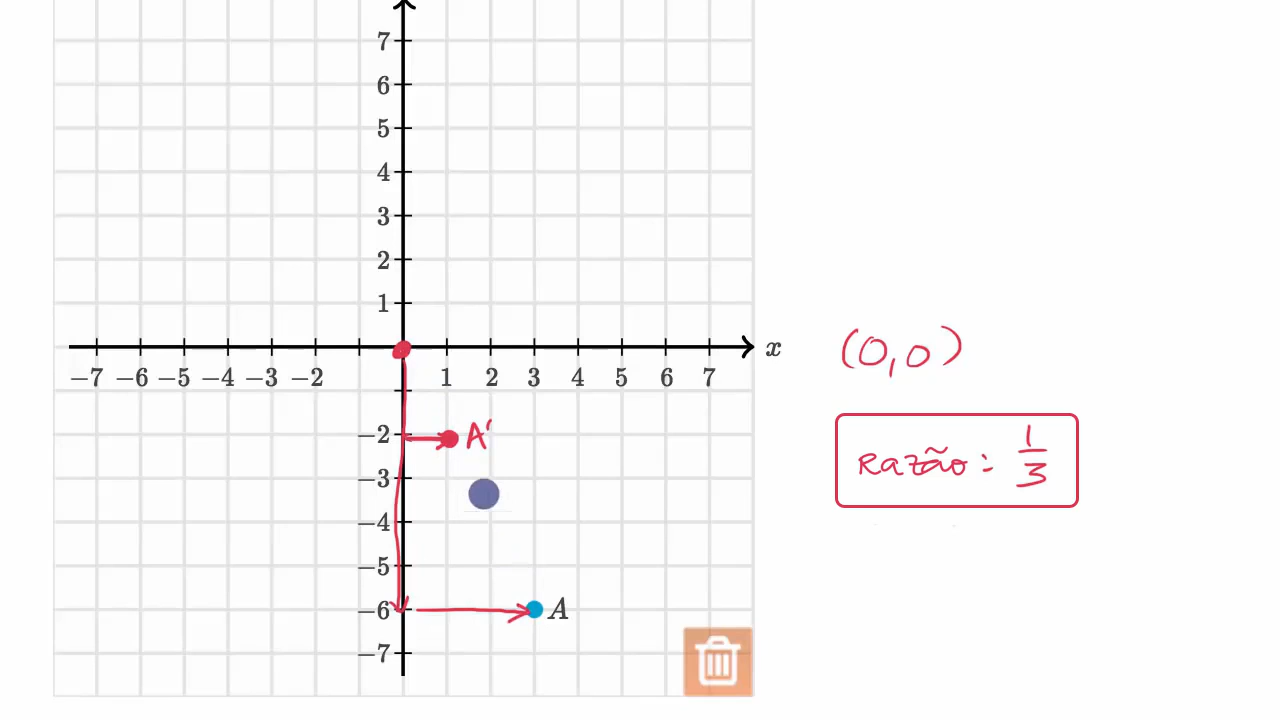 7
6
5
4
3
2
1
x
−7 −6 −5 −4 −3 −2 1 2 3 4 5 6 7
(0,0)
−2 A'
Razão: 1/3
−3
−4
−5
−6 A
−7